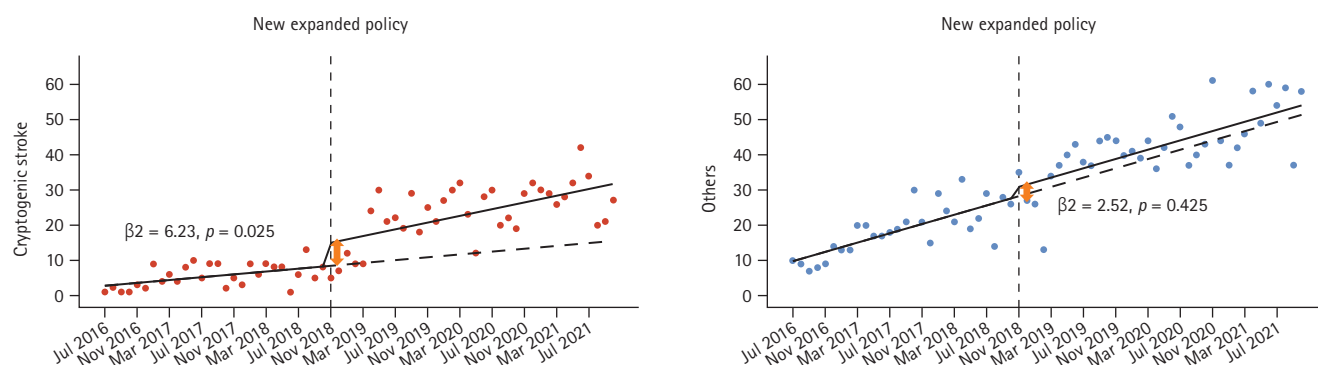 New expanded policy
Cryptogenic stroke
60
50
40
30
20
10
0
β2 = 6.23, p = 0.025
Jul 2016
Nov 2016
Mar 2017
Jul 2017
Nov 2017
Mar 2018
Jul 2018
Nov 2018
Mar 2019
Jul 2019
Nov 2019
Mar 2020
Jul 2020
Nov 2020
Mar 2021
Jul 2021
New expanded policy
Others
60
50
40
30
20
10
0
β2 = 2.52, p = 0.425
Jul 2016
Nov 2016
Mar 2017
Jul 2017
Nov 2017
Mar 2018
Jul 2018
Nov 2018
Mar 2019
Jul 2019
Nov 2019
Mar 2020
Jul 2020
Nov 2020
Mar 2021
Jul 2021